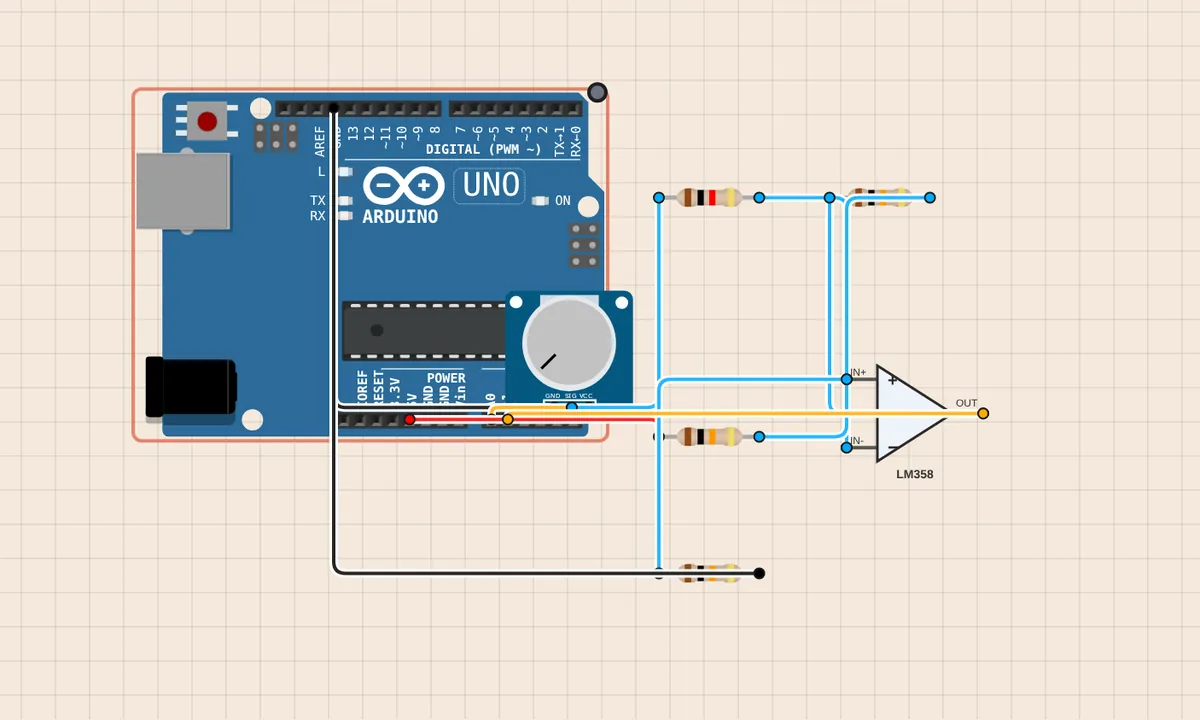 AREF
GND
13
12
~11
~10
~9
8
7
~6
~5
4
~3
2
TX→1
RX←0
DIGITAL (PWM ~)
L
TX
RX
UNO
ON
ARDUINO
RESET
3.3V
5V
POWER
GND
GND
Vin
A0
GND SIG VCC
IN+
+
OUT
IN-
LM358